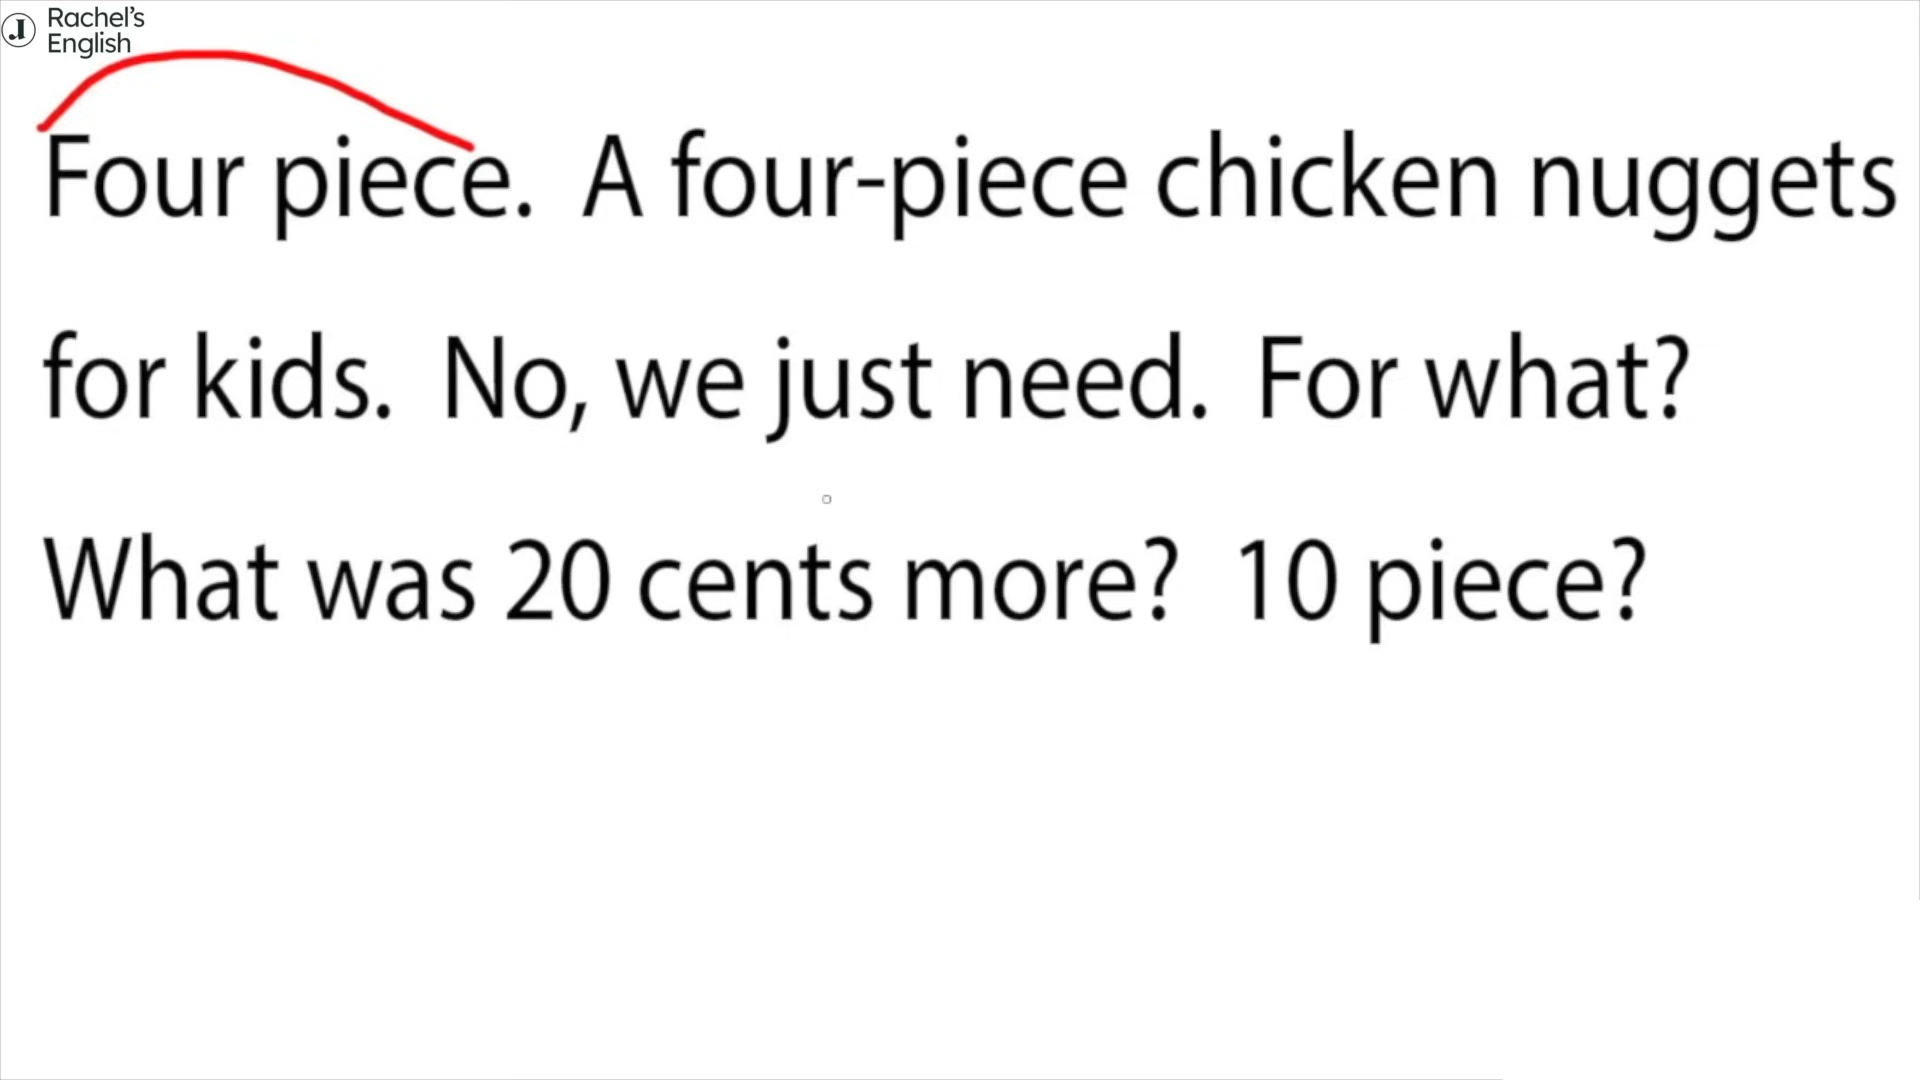 Rachel's
English
Four piece. A four-piece chicken nuggets
for kids. No, we just need. For what?
What was 20 cents more? 10 piece?